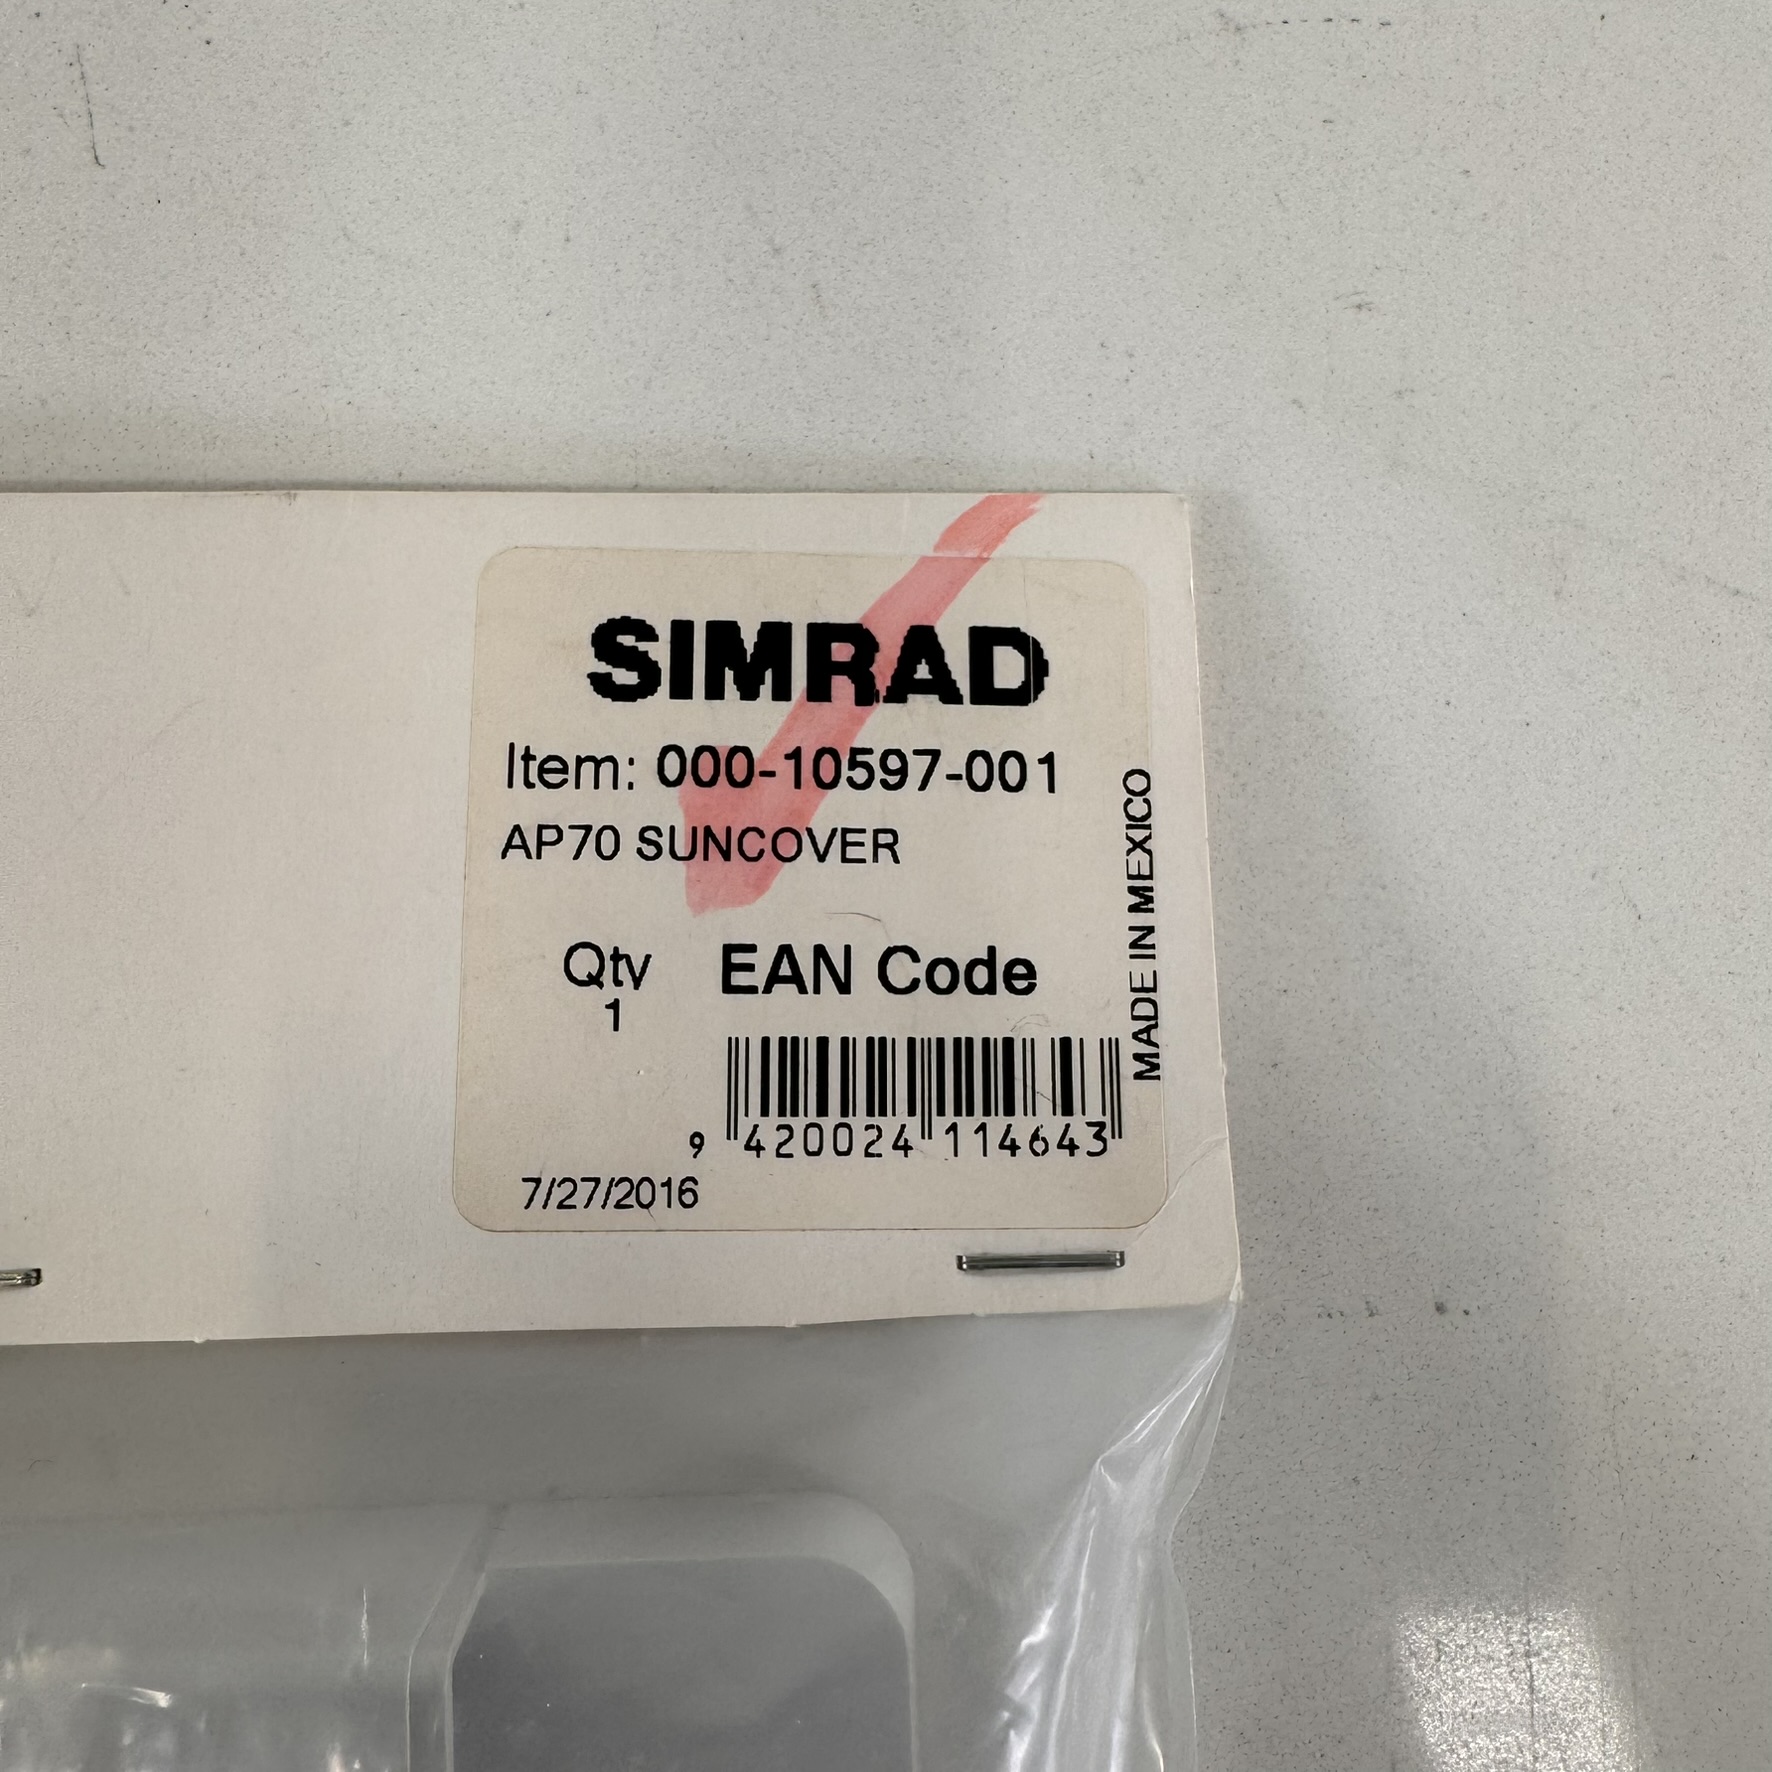 SIMRAD
Item: 000-10597-001
AP70 SUNCOVER
MADE IN MEXICO
Qty EAN Code
1
9 420024 114643
7/27/2016